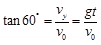 tan 60° = v_y / v_0 = gt / v_0